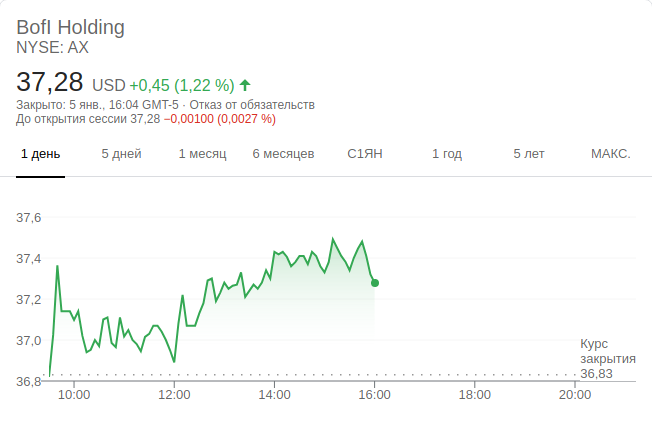 BofI Holding
NYSE: AX
37,28 USD +0,45 (1,22 %)
Закрыто: 5 янв., 16:04 GMT-5 · Отказ от обязательств
До открытия сессии 37,28 −0,00100 (0,0027 %)
1 день 5 дней 1 месяц 6 месяцев С1ЯН 1 год 5 лет МАКС.
37,6
37,4
37,2
37,0
36,8
Курс
закрытия
36,83
10:00 12:00 14:00 16:00 18:00 20:00